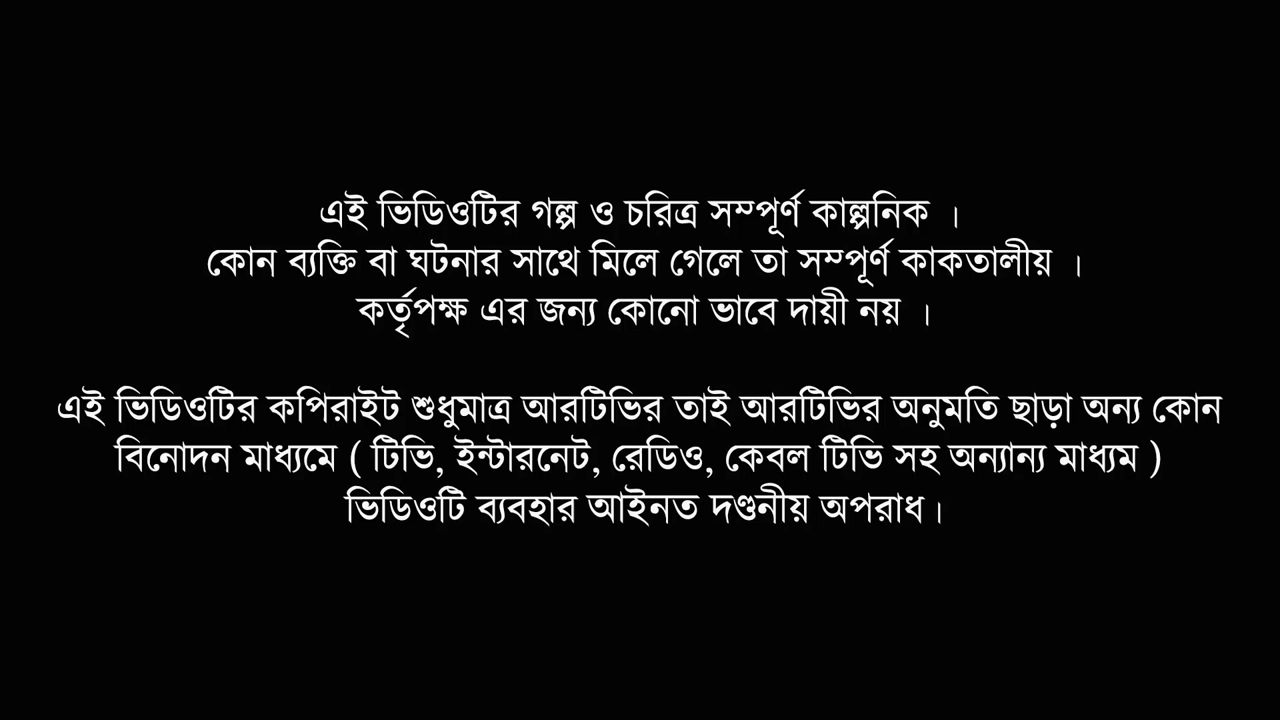 এই ভিডিওটির গল্প ও চরিত্র সম্পূর্ণ কাল্পনিক ।
কোন ব্যক্তি বা ঘটনার সাথে মিলে গেলে তা সম্পূর্ণ কাকতালীয় ।
কর্তৃপক্ষ এর জন্য কোনো ভাবে দায়ী নয় ।
এই ভিডিওটির কপিরাইট শুধুমাত্র আরটিভির তাই আরটিভির অনুমতি ছাড়া অন্য কোন
বিনোদন মাধ্যমে ( টিভি, ইন্টারনেট, রেডিও, কেবল টিভি সহ অন্যান্য মাধ্যম )
ভিডিওটি ব্যবহার আইনত দণ্ডনীয় অপরাধ।